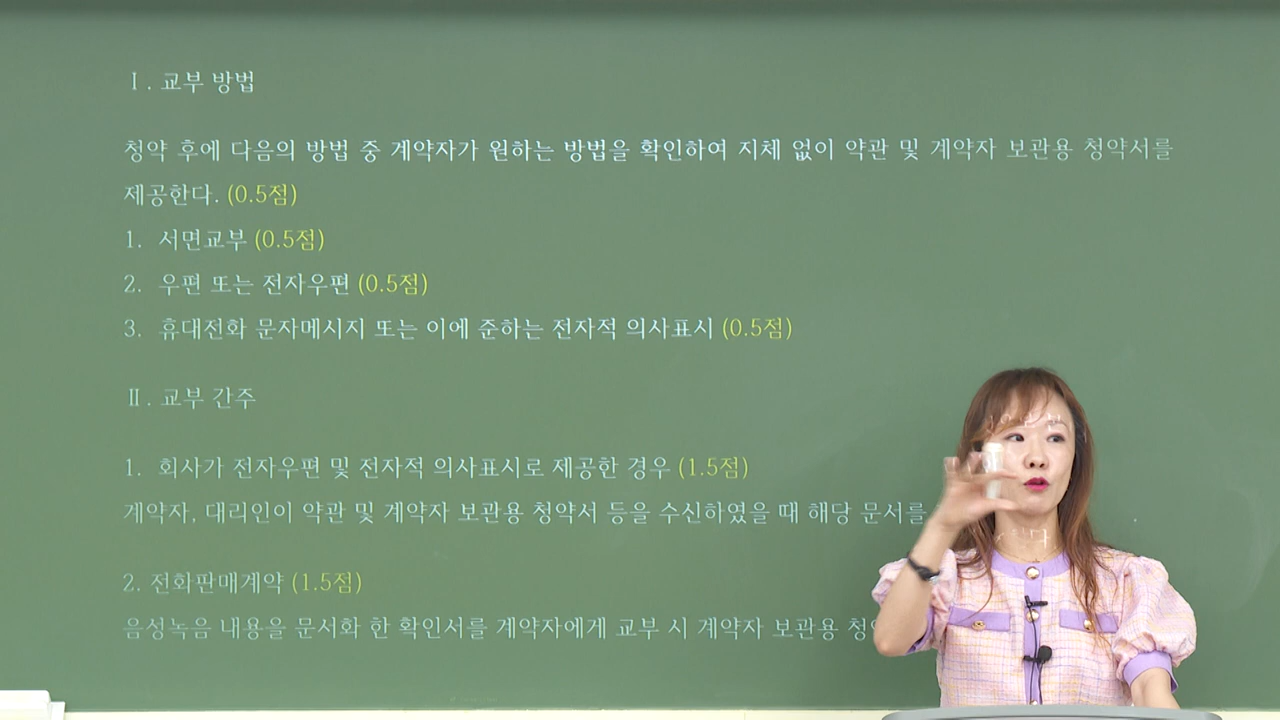 Ⅰ. 교부 방법
청약 후에 다음의 방법 중 계약자가 원하는 방법을 확인하여 지체 없이 약관 및 계약자 보관용 청약서를
제공한다. (0.5점)
1. 서면교부 (0.5점)
2. 우편 또는 전자우편 (0.5점)
3. 휴대전화 문자메시지 또는 이에 준하는 전자적 의사표시 (0.5점)
Ⅱ. 교부 간주
1. 회사가 전자우편 및 전자적 의사표시로 제공한 경우 (1.5점)
계약자, 대리인이 약관 및 계약자 보관용 청약서 등을 수신하였을 때 해당 문서를
2. 전화판매계약 (1.5점)
음성녹음 내용을 문서화 한 확인서를 계약자에게 교부 시 계약자 보관용